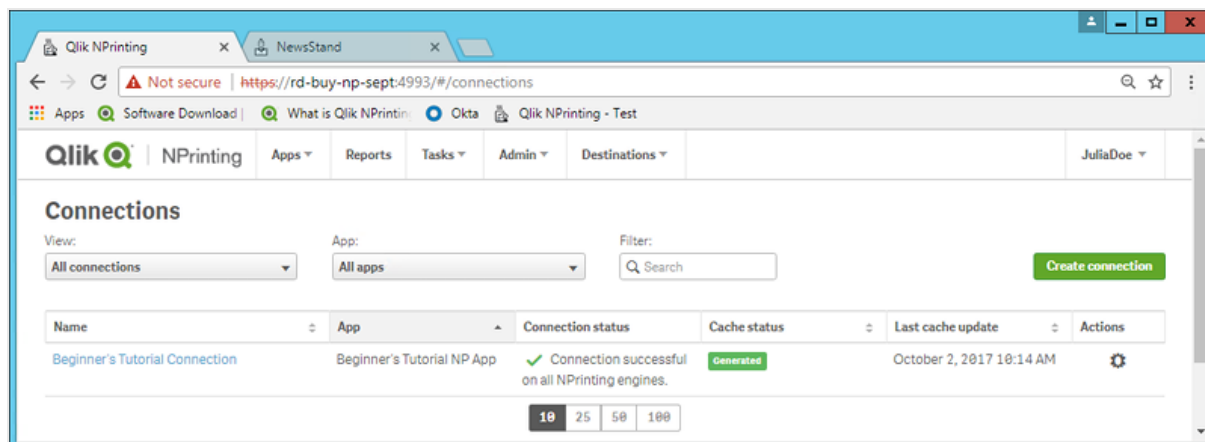 Qlik NPrinting
NewsStand
Not secure | https://rd-buy-np-sept:4993/#/connections
Apps Software Download | What is Qlik NPrintin Okta Qlik NPrinting - Test
Qlik NPrinting Apps Reports Tasks Admin Destinations JuliaDoe
Connections
View: App: Filter:
All connections All apps Search Create connection
Name App Connection status Cache status Last cache update Actions
Beginner's Tutorial Connection Beginner's Tutorial NP App Connection successful Generated October 2, 2017 10:14 AM
on all NPrinting engines.
10 25 50 100